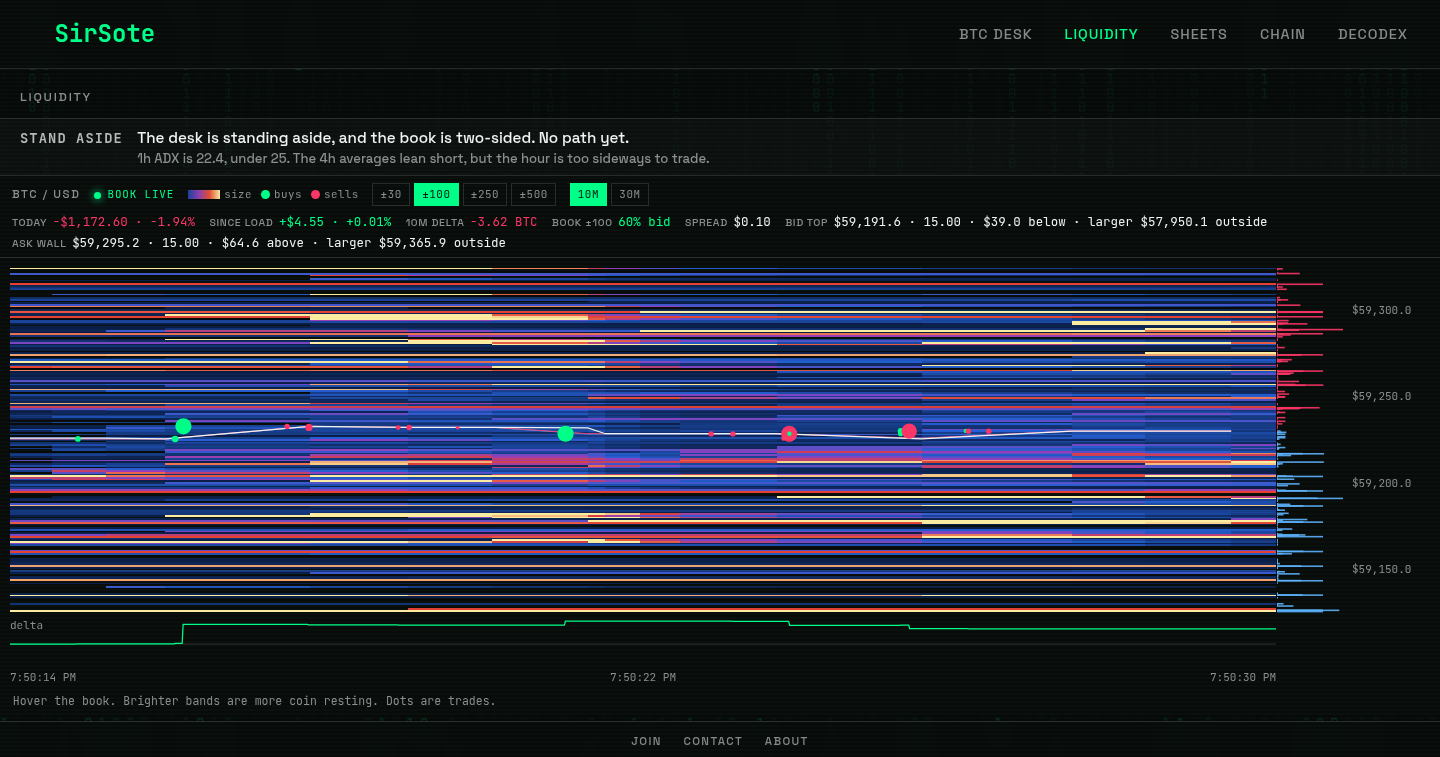 SirSote
BTC DESK LIQUIDITY SHEETS CHAIN DECODEX
LIQUIDITY
STAND ASIDE The desk is standing aside, and the book is two-sided. No path yet.
1h ADX is 22.4, under 25. The 4h averages lean short, but the hour is too sideways to trade.
BTC / USD BOOK LIVE size buys sells ±30 ±100 ±250 ±500 10M 30M
TODAY -$1,172.60 · -1.94% SINCE LOAD +$4.55 · +0.01% 10M DELTA -3.62 BTC BOOK ±100 60% bid SPREAD $0.10 BID TOP $59,191.6 · 15.00 · $39.0 below · larger $57,950.1 outside
ASK WALL $59,295.2 · 15.00 · $64.6 above · larger $59,365.9 outside
$59,300.0
$59,250.0
$59,200.0
$59,150.0
delta
7:50:14 PM 7:50:22 PM 7:50:30 PM
Hover the book. Brighter bands are more coin resting. Dots are trades.
JOIN CONTACT ABOUT